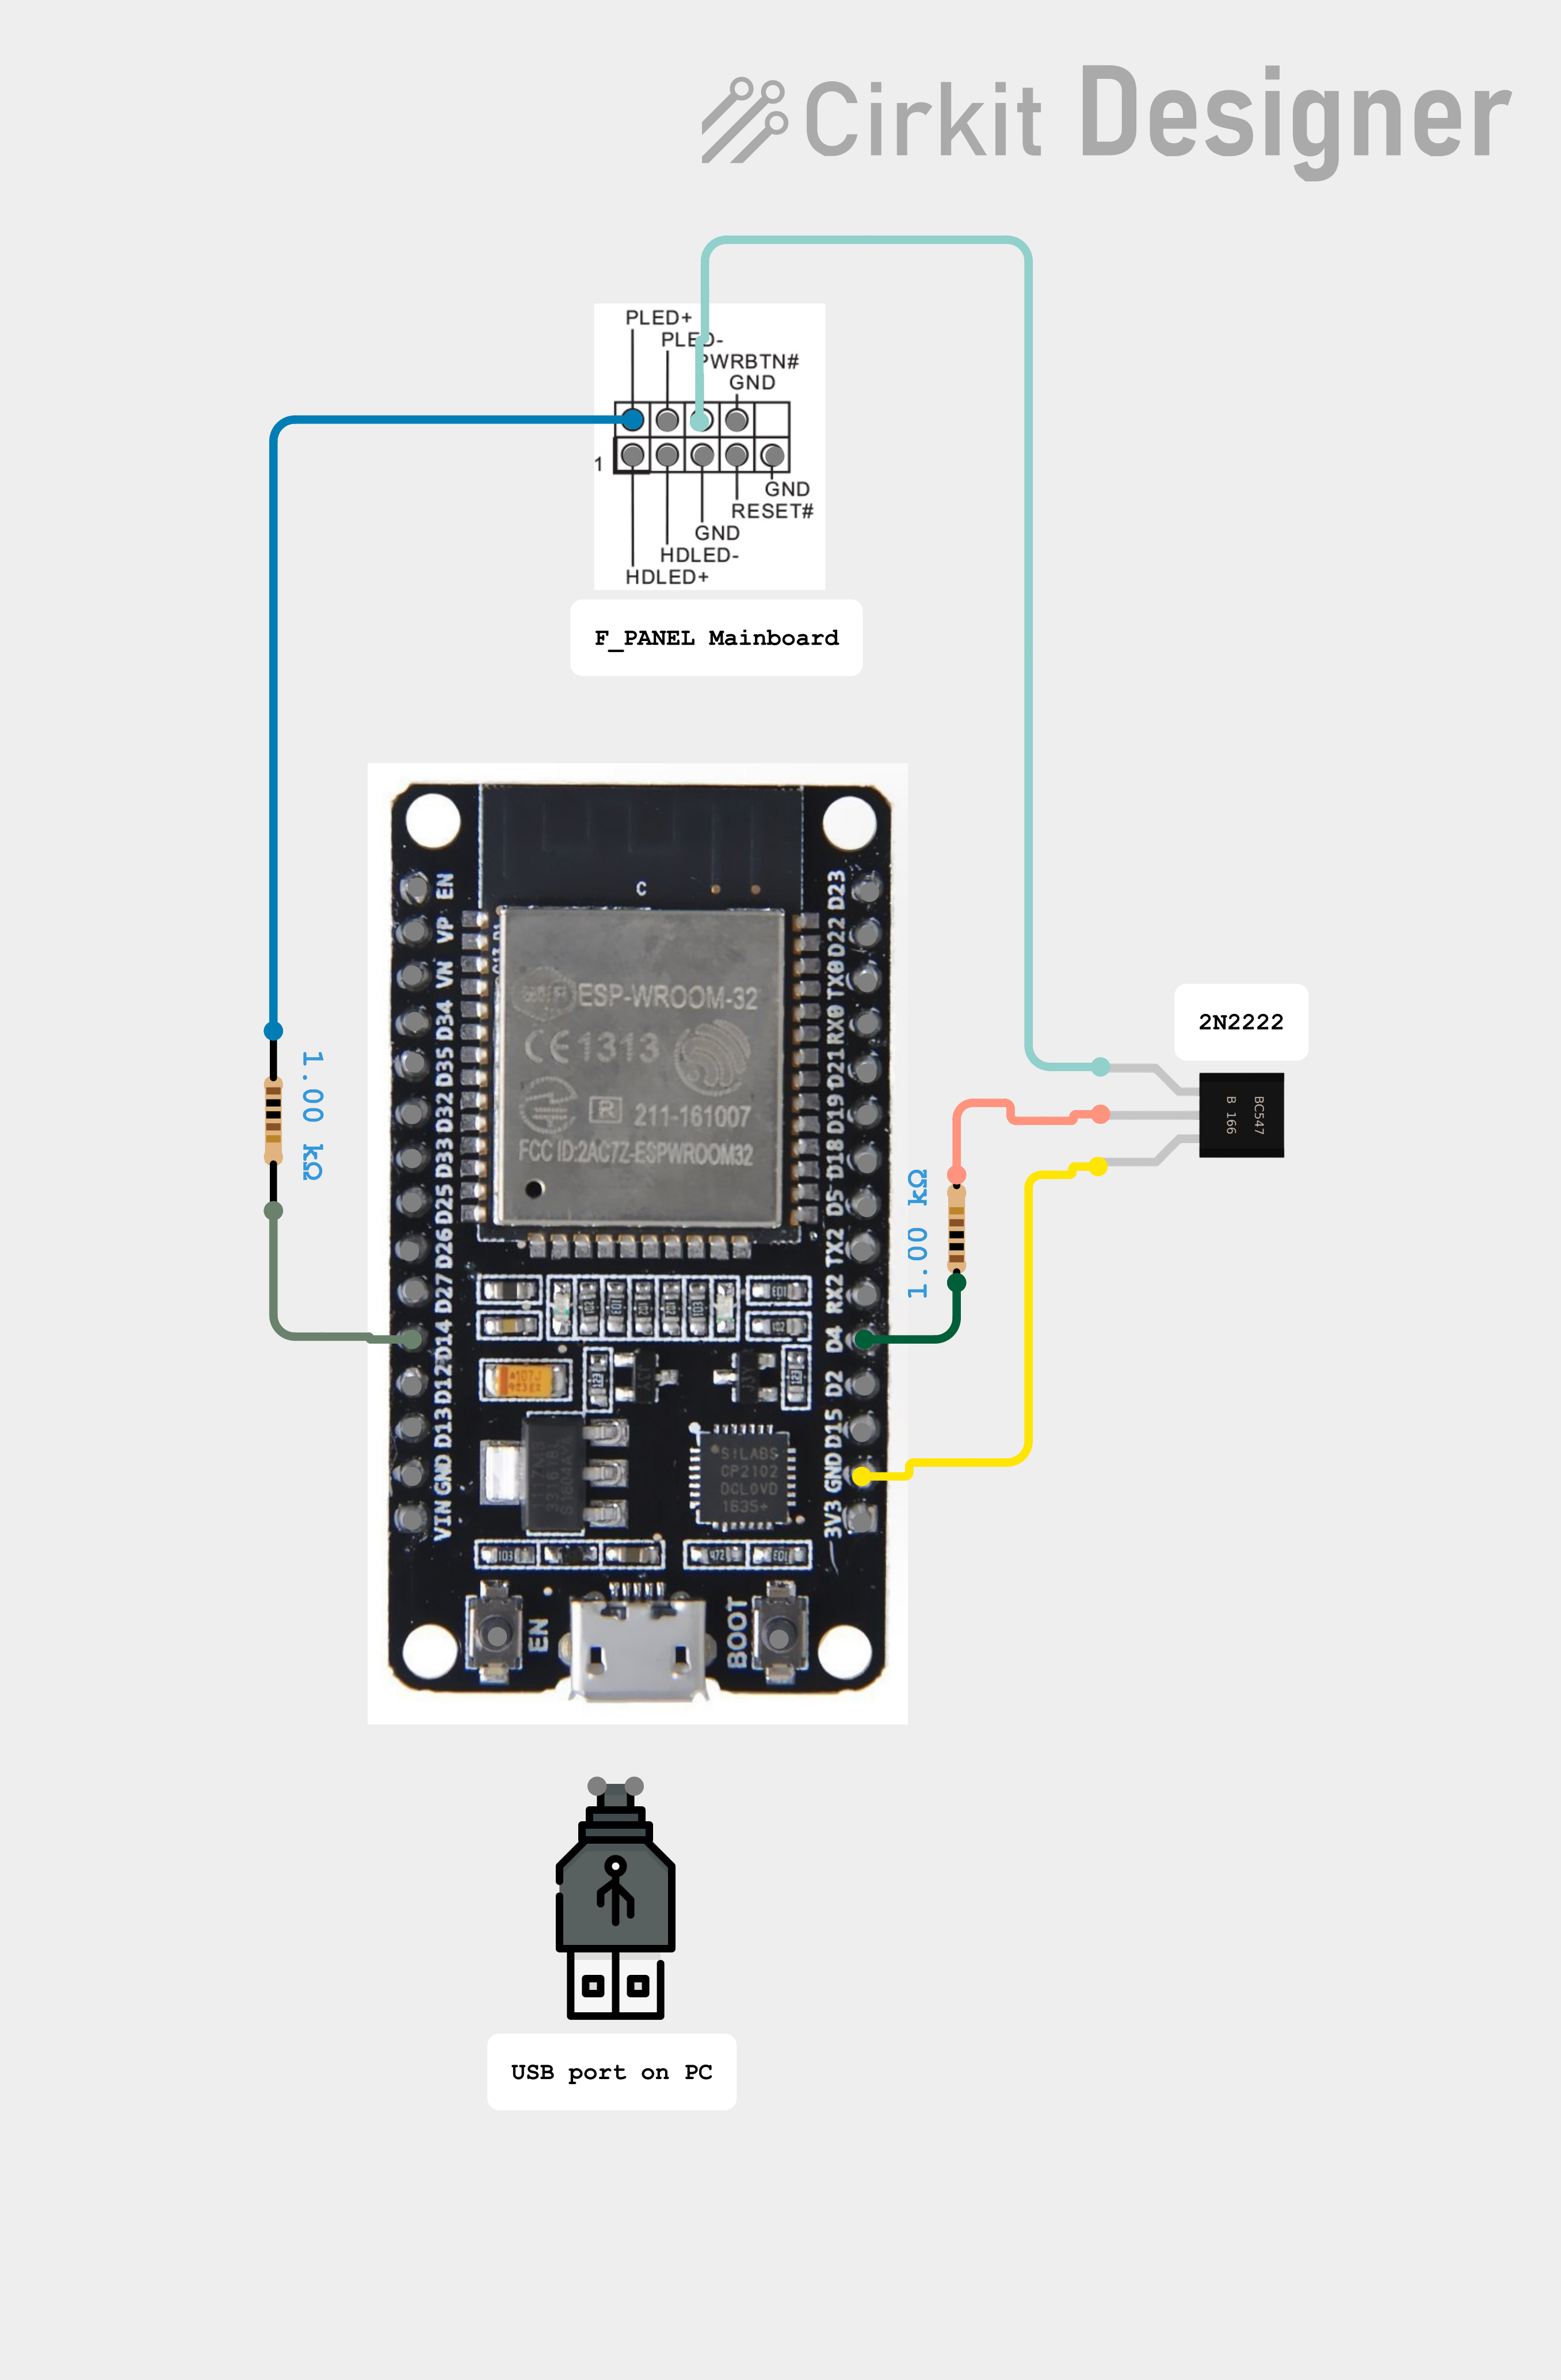 Cirkit Designer
PLED+
PLED-
PWRBTN#
GND
1
GND
RESET#
GND
HDLED-
HDLED+
F_PANEL Mainboard
EN
VP
VN
D34
D35
D32
D33
D25
D26
D27
D14
D12
D13
GND
VIN
C
ESP-WROOM-32
CE 1313
R 211-161007
FCC ID:2AC7Z-ESPWROOM32
D23
D22
TX0
RX0
D21
D19
D18
D5
TX2
RX2
D4
D2
D15
GND
3V3
SILABS
CP2102
DCL0VD
1635+
EN
BOOT
1.00 kΩ
1.00 kΩ
2N2222
BC547
B 166
USB port on PC